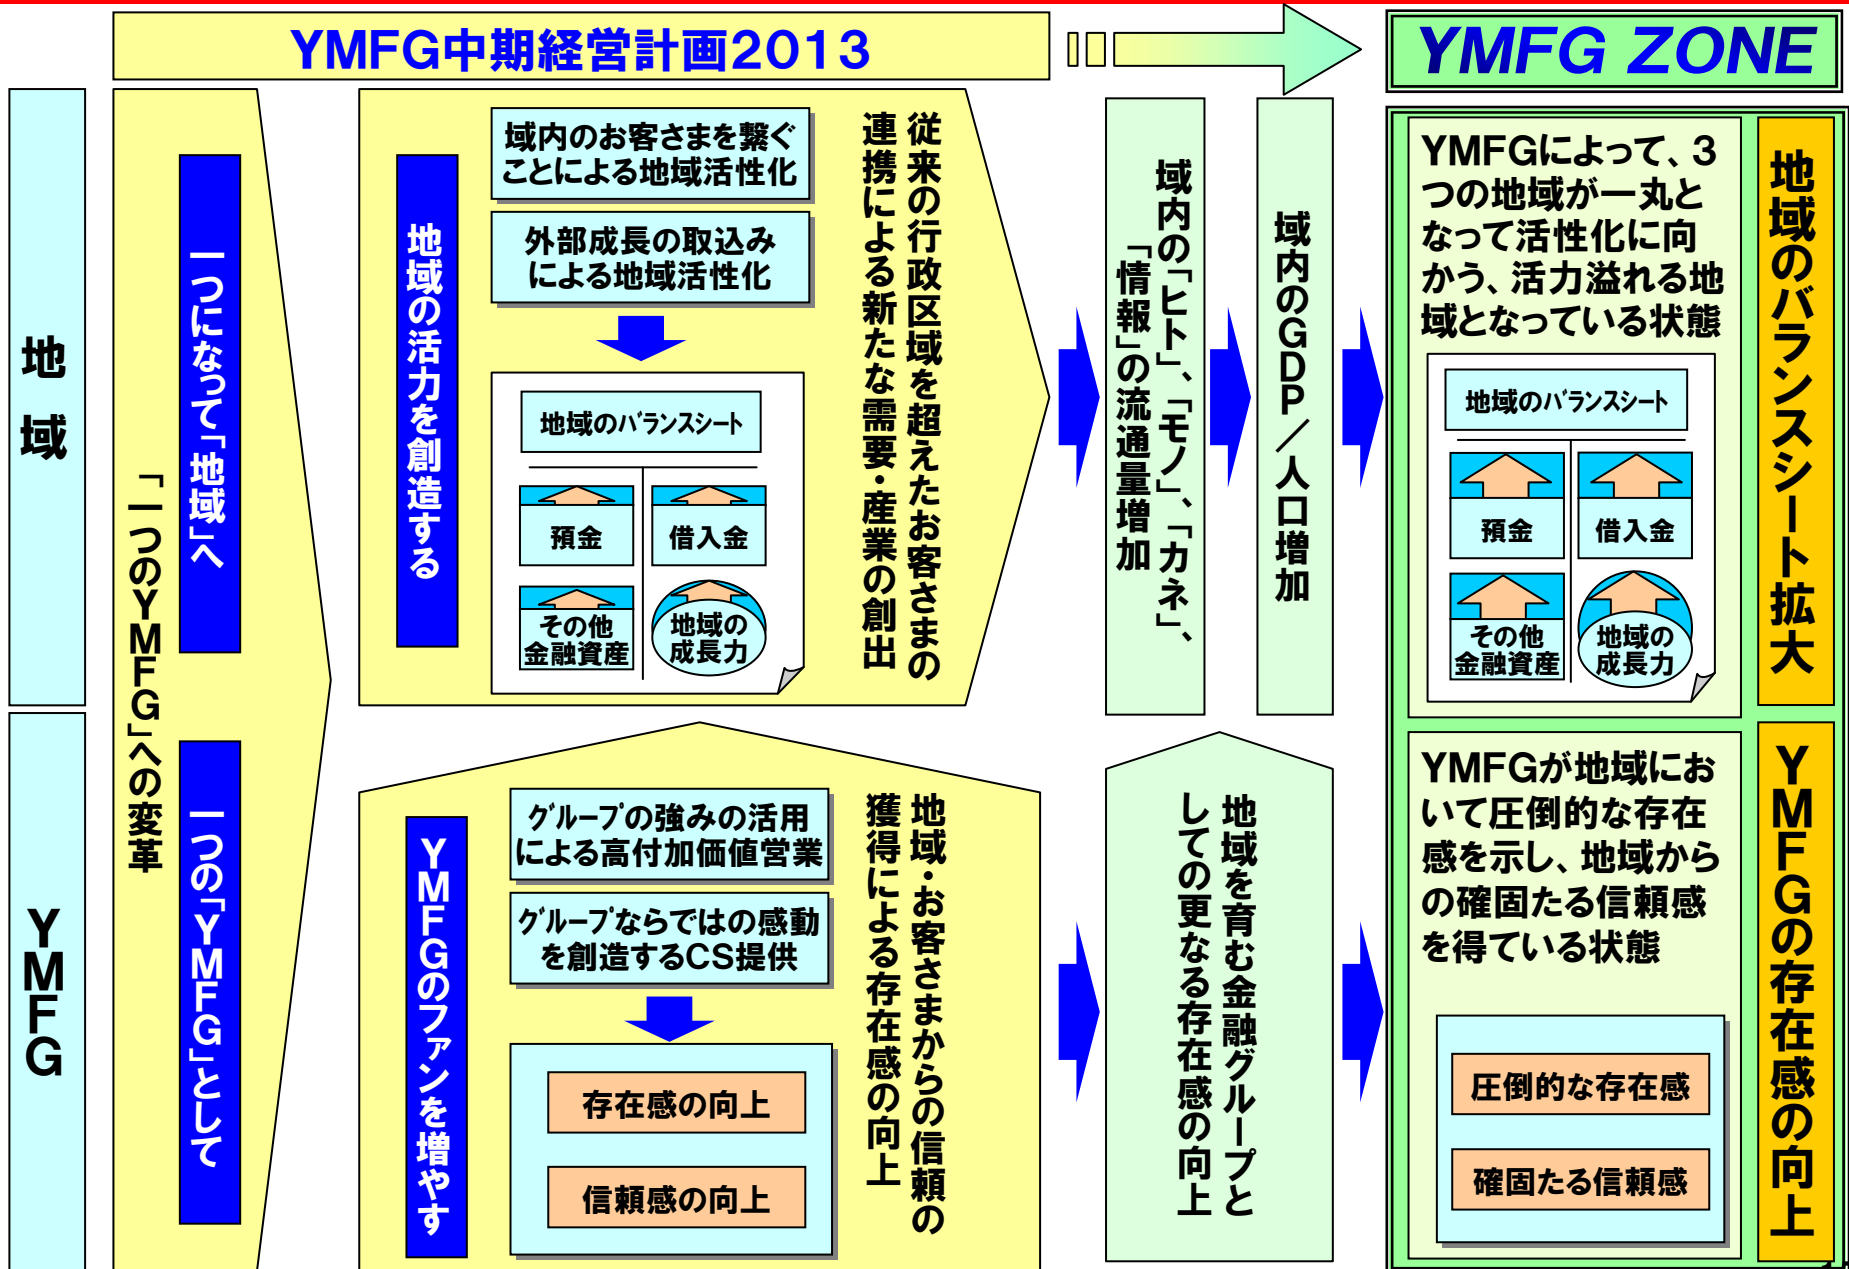 YMFG中期経営計画2013
YMFG ZONE
地域
YMFG
「一つのYMFG」への変革
一つになって「地域」へ
一つの「YMFG」として
地域の活力を創造する
域内のお客さまを繋ぐ
ことによる地域活性化
外部成長の取込み
による地域活性化
地域のバランスシート
預金
借入金
その他
金融資産
地域の
成長力
従来の行政区域を超えたお客さまの
連携による新たな需要・産業の創出
YMFGのファンを増やす
グループの強みの活用
による高付加価値営業
グループならではの感動
を創造するCS提供
存在感の向上
信頼感の向上
地域・お客さまからの信頼の
獲得による存在感の向上
域内の「ヒト」、「モノ」、「カネ」、
「情報」の流通量増加
域内のGDP／人口増加
地域を育む金融グループと
しての更なる存在感の向上
YMFGによって、3
つの地域が一丸と
なって活性化に向
かう、活力溢れる地
域となっている状態
地域のバランスシート
預金
借入金
その他
金融資産
地域の
成長力
地域のバランスシート拡大
YMFGが地域にお
いて圧倒的な存在
感を示し、地域から
の確固たる信頼感
を得ている状態
圧倒的な存在感
確固たる信頼感
YMFGの存在感の向上